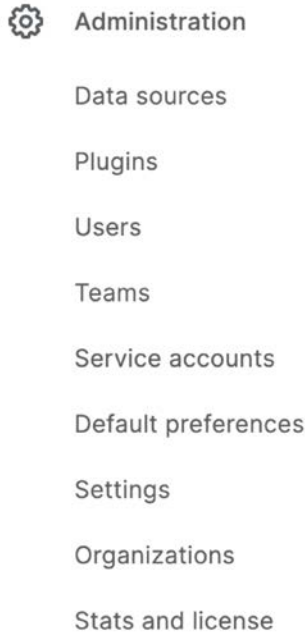 Administration
Data sources
Plugins
Users
Teams
Service accounts
Default preferences
Settings
Organizations
Stats and license